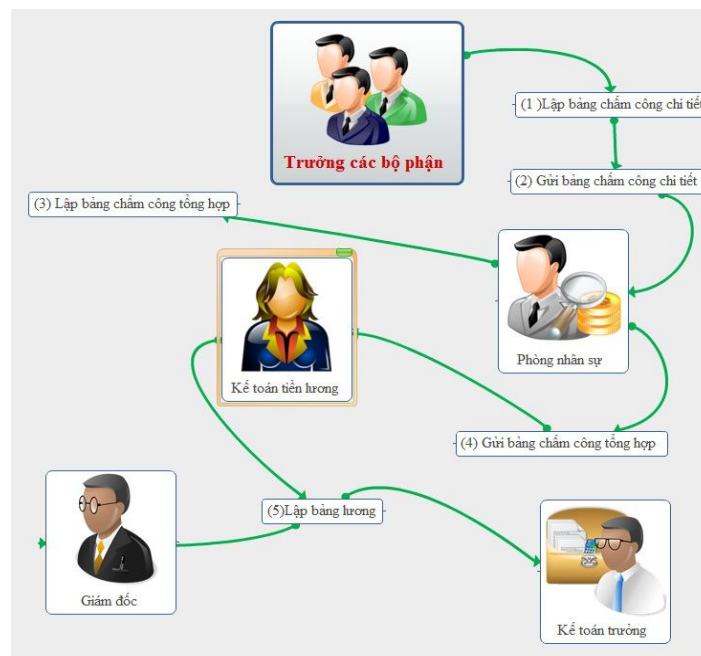 Trưởng các bộ phận
(1 )Lập bảng chấm công chi tiết
(2) Gửi bảng chấm công chi tiết
(3) Lập bảng chấm công tổng hợp
Phòng nhân sự
Kế toán tiền lương
(4) Gửi bảng chấm công tổng hợp
(5)Lập bảng lương
Giám đốc
Kế toán trưởng